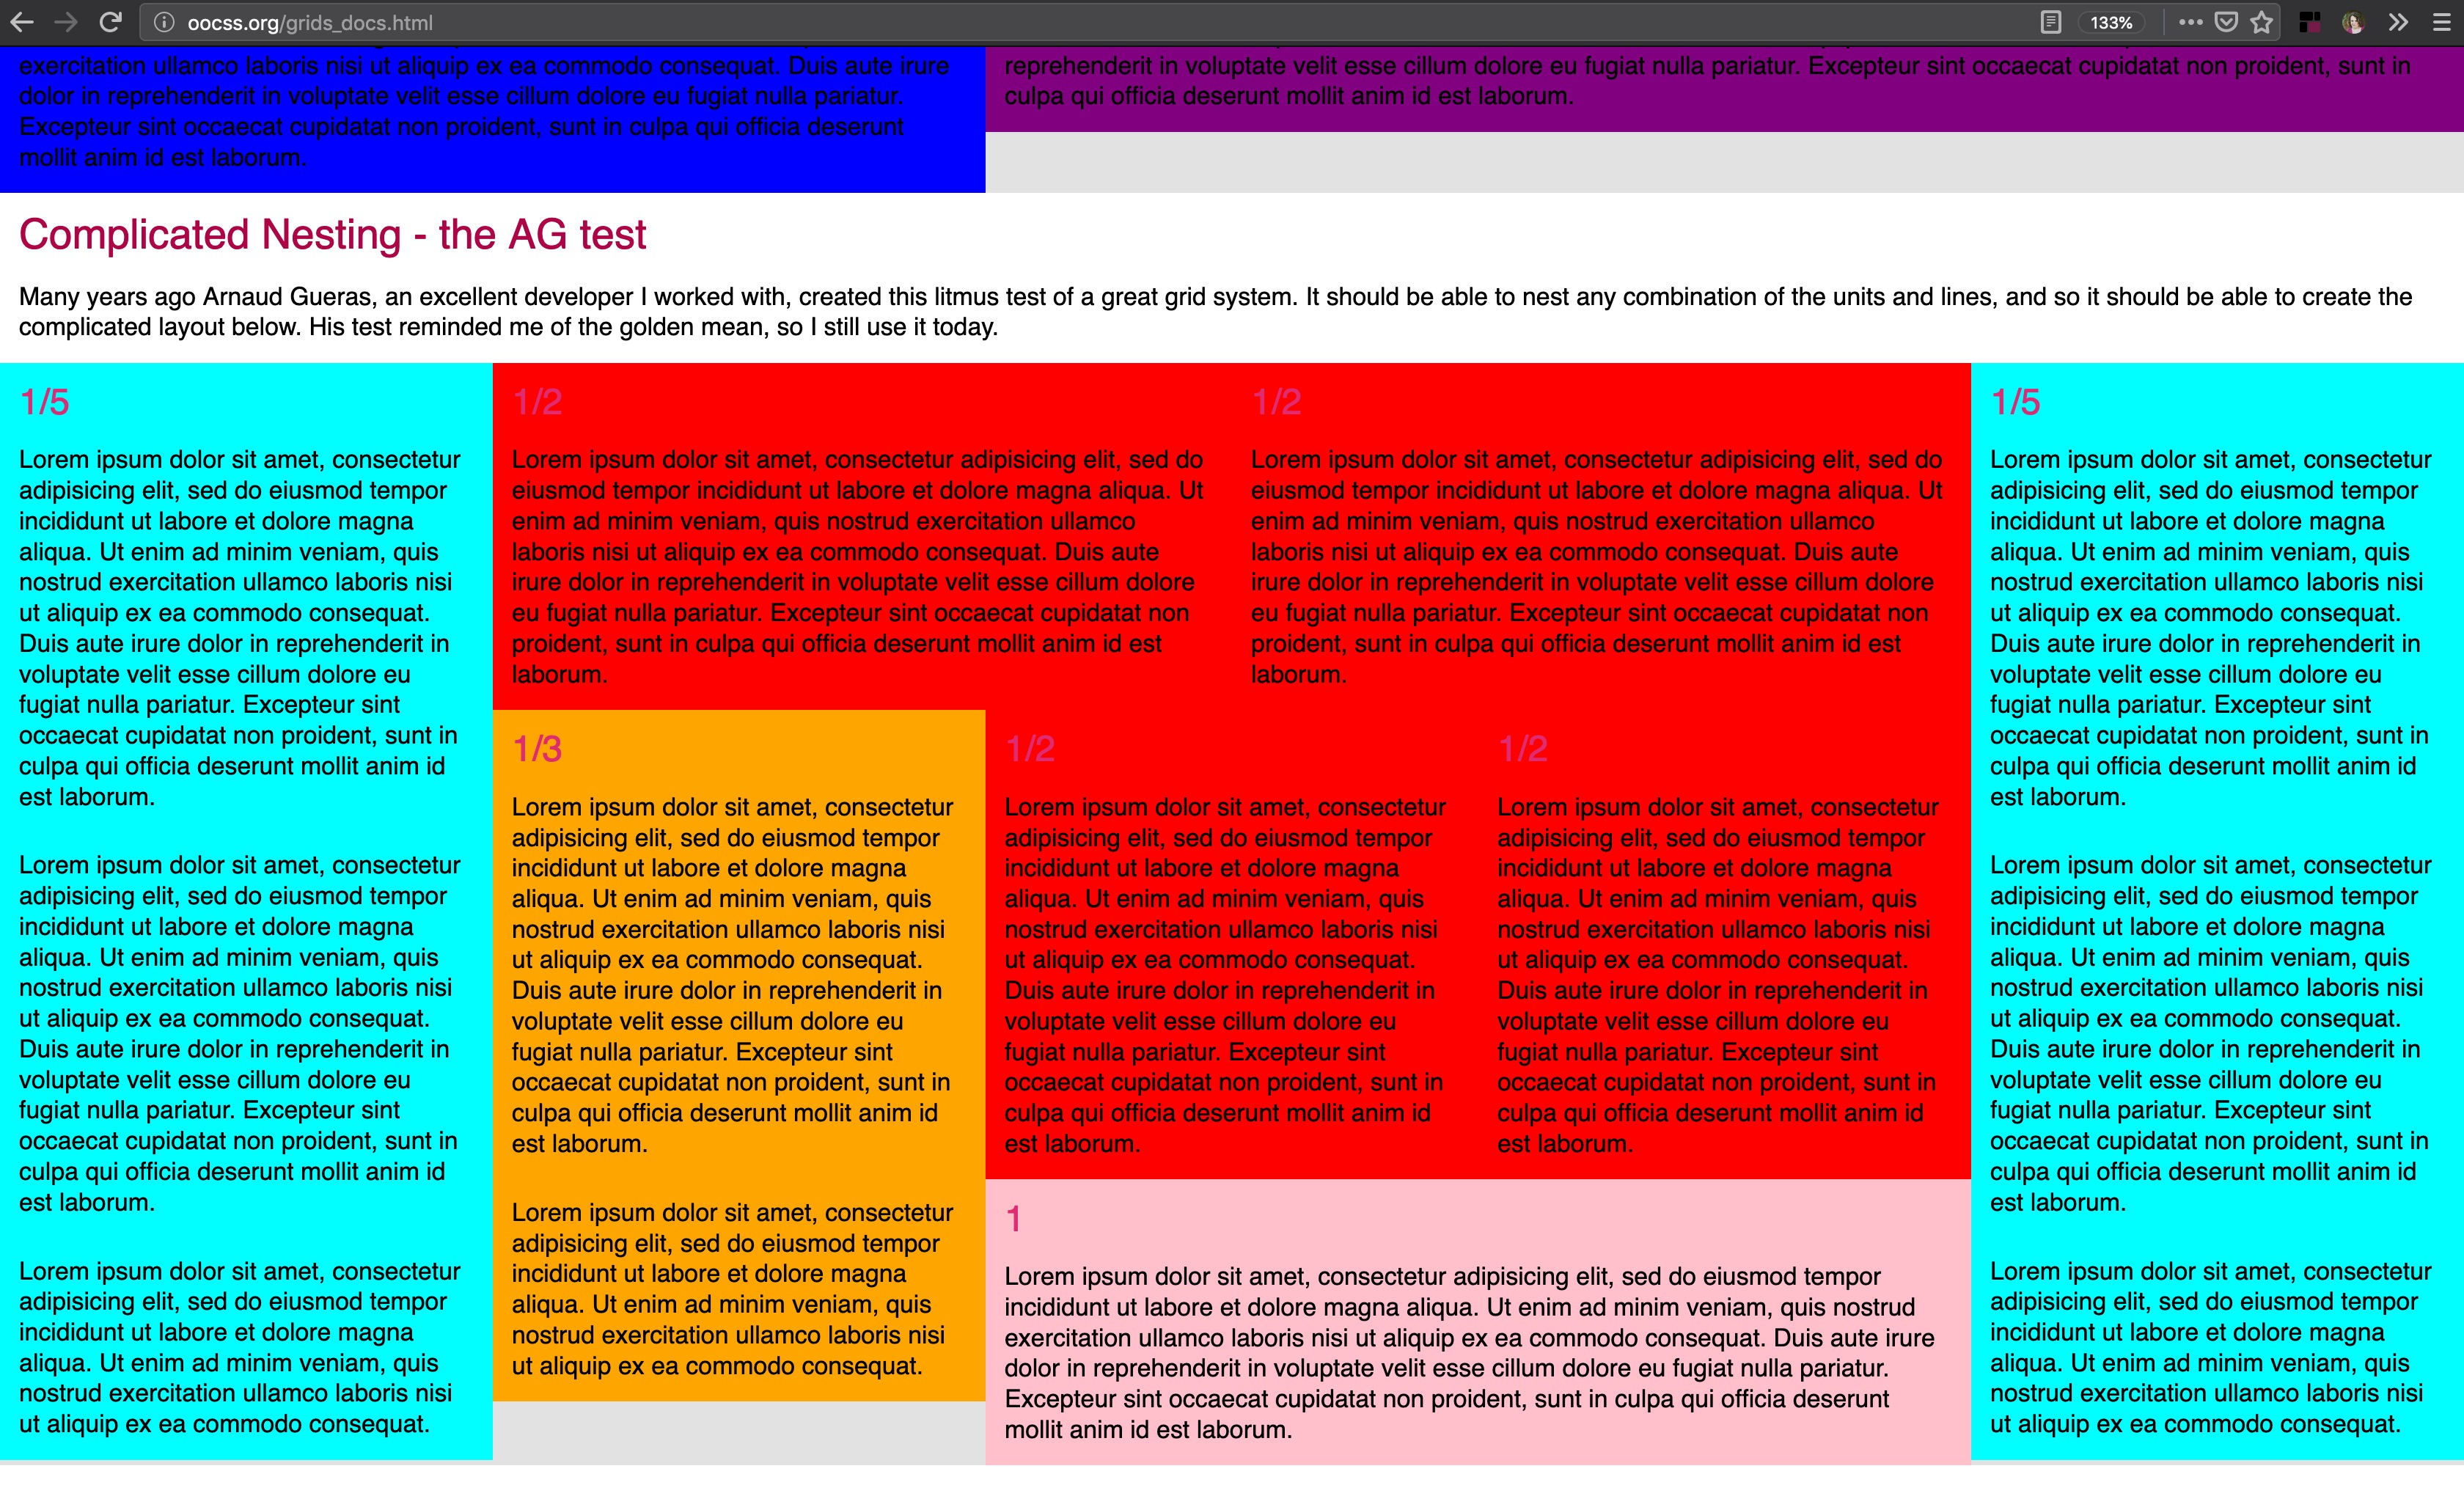 oocss.org/grids_docs.html
133%
exercitation ullamco laboris nisi ut aliquip ex ea commodo consequat. Duis aute irure
dolor in reprehenderit in voluptate velit esse cillum dolore eu fugiat nulla pariatur.
Excepteur sint occaecat cupidatat non proident, sunt in culpa qui officia deserunt
mollit anim id est laborum.
reprehenderit in voluptate velit esse cillum dolore eu fugiat nulla pariatur. Excepteur sint occaecat cupidatat non proident, sunt in
culpa qui officia deserunt mollit anim id est laborum.
Complicated Nesting - the AG test
Many years ago Arnaud Gueras, an excellent developer I worked with, created this litmus test of a great grid system. It should be able to nest any combination of the units and lines, and so it should be able to create the
complicated layout below. His test reminded me of the golden mean, so I still use it today.
1/5
Lorem ipsum dolor sit amet, consectetur
adipisicing elit, sed do eiusmod tempor
incididunt ut labore et dolore magna
aliqua. Ut enim ad minim veniam, quis
nostrud exercitation ullamco laboris nisi
ut aliquip ex ea commodo consequat.
Duis aute irure dolor in reprehenderit in
voluptate velit esse cillum dolore eu
fugiat nulla pariatur. Excepteur sint
occaecat cupidatat non proident, sunt in
culpa qui officia deserunt mollit anim id
est laborum.
Lorem ipsum dolor sit amet, consectetur
adipisicing elit, sed do eiusmod tempor
incididunt ut labore et dolore magna
aliqua. Ut enim ad minim veniam, quis
nostrud exercitation ullamco laboris nisi
ut aliquip ex ea commodo consequat.
Duis aute irure dolor in reprehenderit in
voluptate velit esse cillum dolore eu
fugiat nulla pariatur. Excepteur sint
occaecat cupidatat non proident, sunt in
culpa qui officia deserunt mollit anim id
est laborum.
Lorem ipsum dolor sit amet, consectetur
adipisicing elit, sed do eiusmod tempor
incididunt ut labore et dolore magna
aliqua. Ut enim ad minim veniam, quis
nostrud exercitation ullamco laboris nisi
ut aliquip ex ea commodo consequat.
1/2
Lorem ipsum dolor sit amet, consectetur adipisicing elit, sed do
eiusmod tempor incididunt ut labore et dolore magna aliqua. Ut
enim ad minim veniam, quis nostrud exercitation ullamco
laboris nisi ut aliquip ex ea commodo consequat. Duis aute
irure dolor in reprehenderit in voluptate velit esse cillum dolore
eu fugiat nulla pariatur. Excepteur sint occaecat cupidatat non
proident, sunt in culpa qui officia deserunt mollit anim id est
laborum.
1/2
Lorem ipsum dolor sit amet, consectetur adipisicing elit, sed do
eiusmod tempor incididunt ut labore et dolore magna aliqua. Ut
enim ad minim veniam, quis nostrud exercitation ullamco
laboris nisi ut aliquip ex ea commodo consequat. Duis aute
irure dolor in reprehenderit in voluptate velit esse cillum dolore
eu fugiat nulla pariatur. Excepteur sint occaecat cupidatat non
proident, sunt in culpa qui officia deserunt mollit anim id est
laborum.
1/3
Lorem ipsum dolor sit amet, consectetur
adipisicing elit, sed do eiusmod tempor
incididunt ut labore et dolore magna
aliqua. Ut enim ad minim veniam, quis
nostrud exercitation ullamco laboris nisi
ut aliquip ex ea commodo consequat.
Duis aute irure dolor in reprehenderit in
voluptate velit esse cillum dolore eu
fugiat nulla pariatur. Excepteur sint
occaecat cupidatat non proident, sunt in
culpa qui officia deserunt mollit anim id
est laborum.
Lorem ipsum dolor sit amet, consectetur
adipisicing elit, sed do eiusmod tempor
incididunt ut labore et dolore magna
aliqua. Ut enim ad minim veniam, quis
nostrud exercitation ullamco laboris nisi
ut aliquip ex ea commodo consequat.
1/2
Lorem ipsum dolor sit amet, consectetur
adipisicing elit, sed do eiusmod tempor
incididunt ut labore et dolore magna
aliqua. Ut enim ad minim veniam, quis
nostrud exercitation ullamco laboris nisi
ut aliquip ex ea commodo consequat.
Duis aute irure dolor in reprehenderit in
voluptate velit esse cillum dolore eu
fugiat nulla pariatur. Excepteur sint
occaecat cupidatat non proident, sunt in
culpa qui officia deserunt mollit anim id
est laborum.
1/2
Lorem ipsum dolor sit amet, consectetur
adipisicing elit, sed do eiusmod tempor
incididunt ut labore et dolore magna
aliqua. Ut enim ad minim veniam, quis
nostrud exercitation ullamco laboris nisi
ut aliquip ex ea commodo consequat.
Duis aute irure dolor in reprehenderit in
voluptate velit esse cillum dolore eu
fugiat nulla pariatur. Excepteur sint
occaecat cupidatat non proident, sunt in
culpa qui officia deserunt mollit anim id
est laborum.
1
Lorem ipsum dolor sit amet, consectetur adipisicing elit, sed do eiusmod tempor
incididunt ut labore et dolore magna aliqua. Ut enim ad minim veniam, quis nostrud
exercitation ullamco laboris nisi ut aliquip ex ea commodo consequat. Duis aute irure
dolor in reprehenderit in voluptate velit esse cillum dolore eu fugiat nulla pariatur.
Excepteur sint occaecat cupidatat non proident, sunt in culpa qui officia deserunt
mollit anim id est laborum.
1/5
Lorem ipsum dolor sit amet, consectetur
adipisicing elit, sed do eiusmod tempor
incididunt ut labore et dolore magna
aliqua. Ut enim ad minim veniam, quis
nostrud exercitation ullamco laboris nisi
ut aliquip ex ea commodo consequat.
Duis aute irure dolor in reprehenderit in
voluptate velit esse cillum dolore eu
fugiat nulla pariatur. Excepteur sint
occaecat cupidatat non proident, sunt in
culpa qui officia deserunt mollit anim id
est laborum.
Lorem ipsum dolor sit amet, consectetur
adipisicing elit, sed do eiusmod tempor
incididunt ut labore et dolore magna
aliqua. Ut enim ad minim veniam, quis
nostrud exercitation ullamco laboris nisi
ut aliquip ex ea commodo consequat.
Duis aute irure dolor in reprehenderit in
voluptate velit esse cillum dolore eu
fugiat nulla pariatur. Excepteur sint
occaecat cupidatat non proident, sunt in
culpa qui officia deserunt mollit anim id
est laborum.
Lorem ipsum dolor sit amet, consectetur
adipisicing elit, sed do eiusmod tempor
incididunt ut labore et dolore magna
aliqua. Ut enim ad minim veniam, quis
nostrud exercitation ullamco laboris nisi
ut aliquip ex ea commodo consequat.